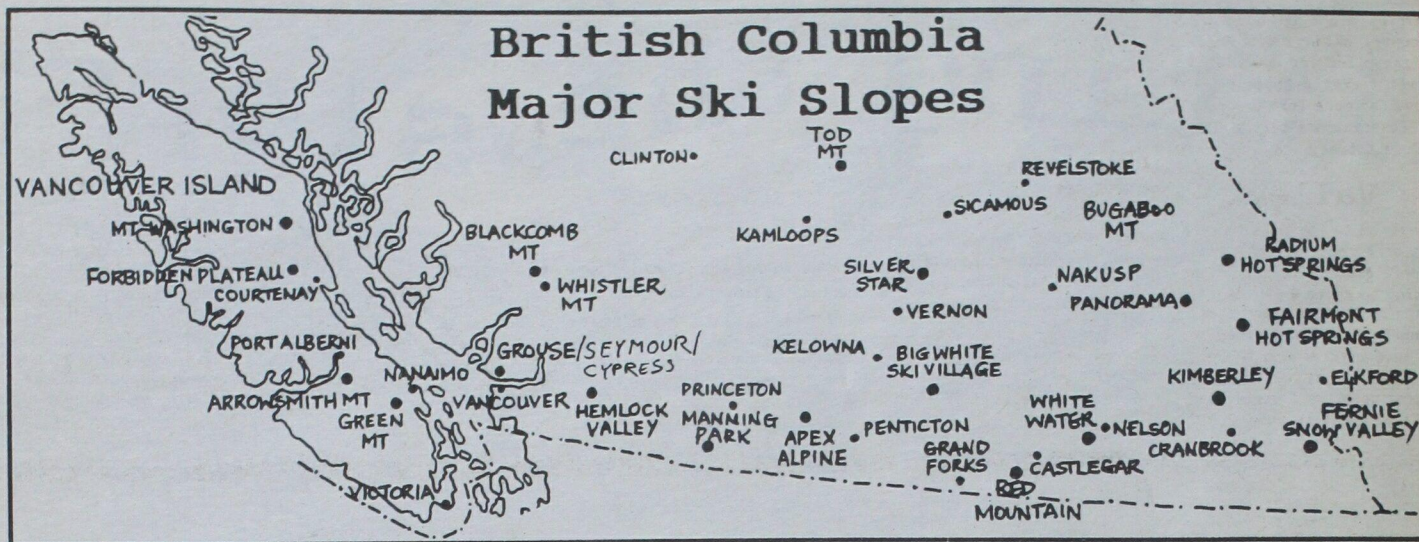 British Columbia
Major Ski Slopes
VANCOUVER ISLAND
MT. WASHINGTON
FORBIDDEN PLATEAU
COURTENAY
PORT ALBERNI
ARROWSMITH MT
GREEN
MT
NANAIMO
VICTORIA
VANCOUVER
GROUSE/SEYMOUR/
CYPRESS
BLACKCOMB
MT
WHISTLER
MT
HEMLOCK
VALLEY
CLINTON
TOD
MT
KAMLOOPS
PRINCETON
MANNING
PARK
APEX
ALPINE
PENTICTON
KELOWNA
BIG WHITE
SKI VILLAGE
SILVER
STAR
VERNON
SICAMOUS
REVELSTOKE
BUGABOO
MT
NAKUSP
PANORAMA
RADIUM
HOT SPRINGS
FAIRMONT
HOT SPRINGS
KIMBERLEY
ELKFORD
FERNIE
SNOW VALLEY
CRANBROOK
WHITE
WATER
NELSON
CASTLEGAR
GRAND
FORKS
RED
MOUNTAIN